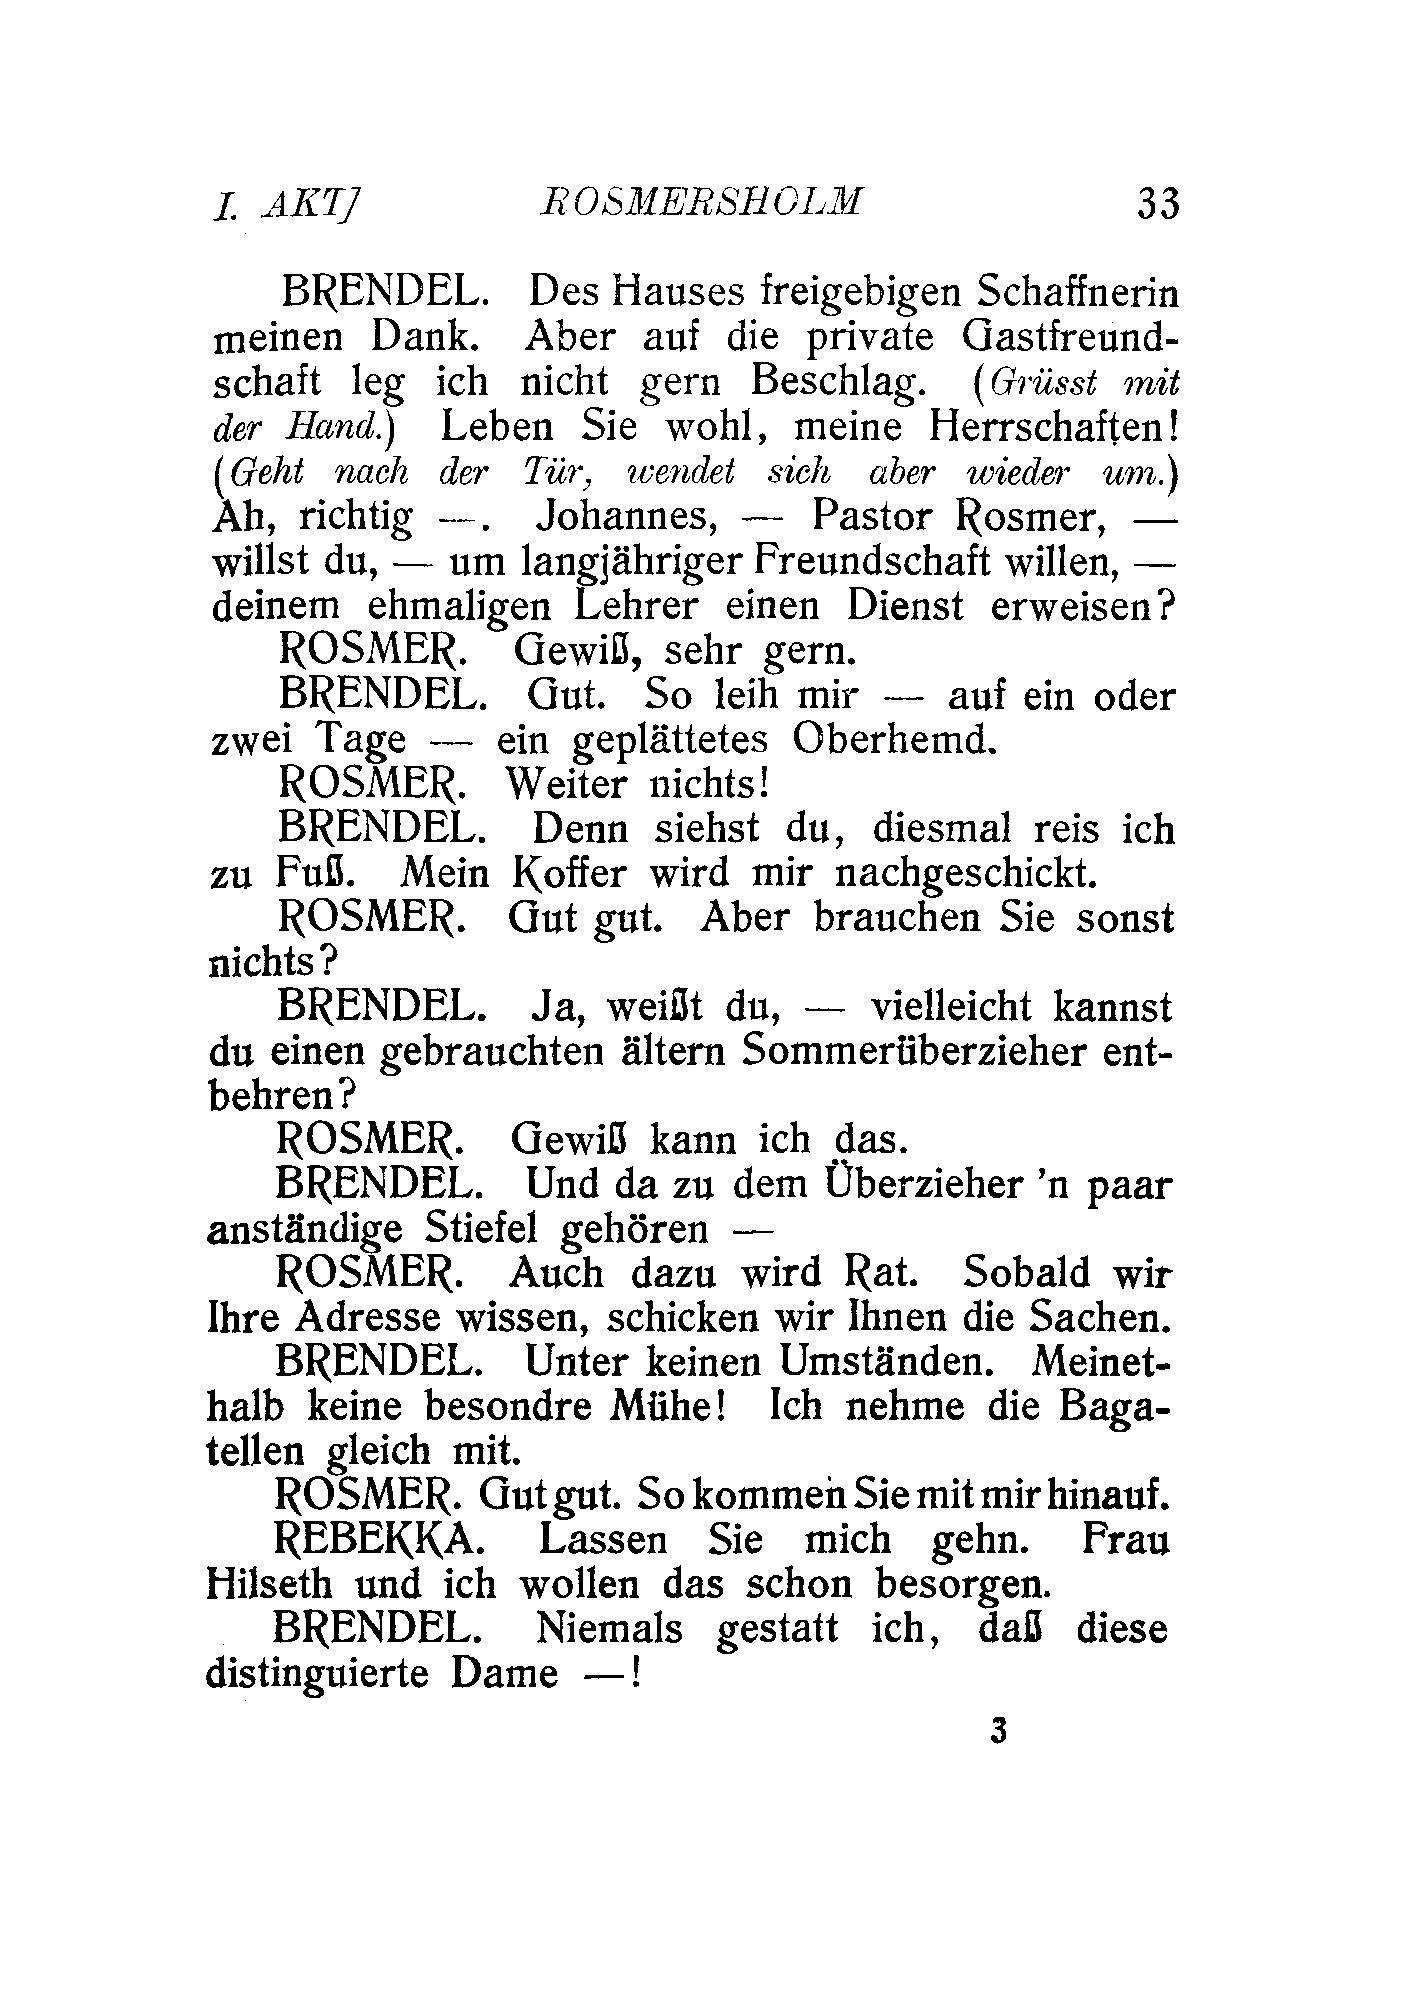 I. AKT] ROSMERSHOLM 33
BRENDEL. Des Hauses freigebigen Schaffnerin
meinen Dank. Aber auf die private Gastfreund-
schaft leg ich nicht gern Beschlag. (Grüsst mit
der Hand.) Leben Sie wohl, meine Herrschaften!
(Geht nach der Tür, wendet sich aber wieder um.)
Ah, richtig —. Johannes, — Pastor Rosmer, —
willst du, — um langjähriger Freundschaft willen, —
deinem ehmaligen Lehrer einen Dienst erweisen?
ROSMER. Gewiß, sehr gern.
BRENDEL. Gut. So leih mir — auf ein oder
zwei Tage — ein geplättetes Oberhemd.
ROSMER. Weiter nichts!
BRENDEL. Denn siehst du, diesmal reis ich
zu Fuß. Mein Koffer wird mir nachgeschickt.
ROSMER. Gut gut. Aber brauchen Sie sonst
nichts?
BRENDEL. Ja, weißt du, — vielleicht kannst
du einen gebrauchten ältern Sommerüberzieher ent-
behren?
ROSMER. Gewiß kann ich das.
BRENDEL. Und da zu dem Überzieher 'n paar
anständige Stiefel gehören —
ROSMER. Auch dazu wird Rat. Sobald wir
Ihre Adresse wissen, schicken wir Ihnen die Sachen.
BRENDEL. Unter keinen Umständen. Meinet-
halb keine besondre Mühe! Ich nehme die Baga-
tellen gleich mit.
ROSMER. Gut gut. So kommen Sie mit mir hinauf.
REBEKKA. Lassen Sie mich gehn. Frau
Hilseth und ich wollen das schon besorgen.
BRENDEL. Niemals gestatt ich, daß diese
distinguierte Dame —!
3